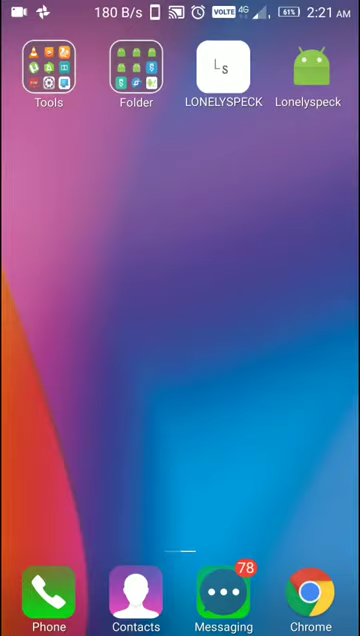 180 B/s VOLTE 4G 61% 2:21 AM
LS
Tools Folder LONELYSPECK Lonelyspeck
78
Phone Contacts Messaging Chrome